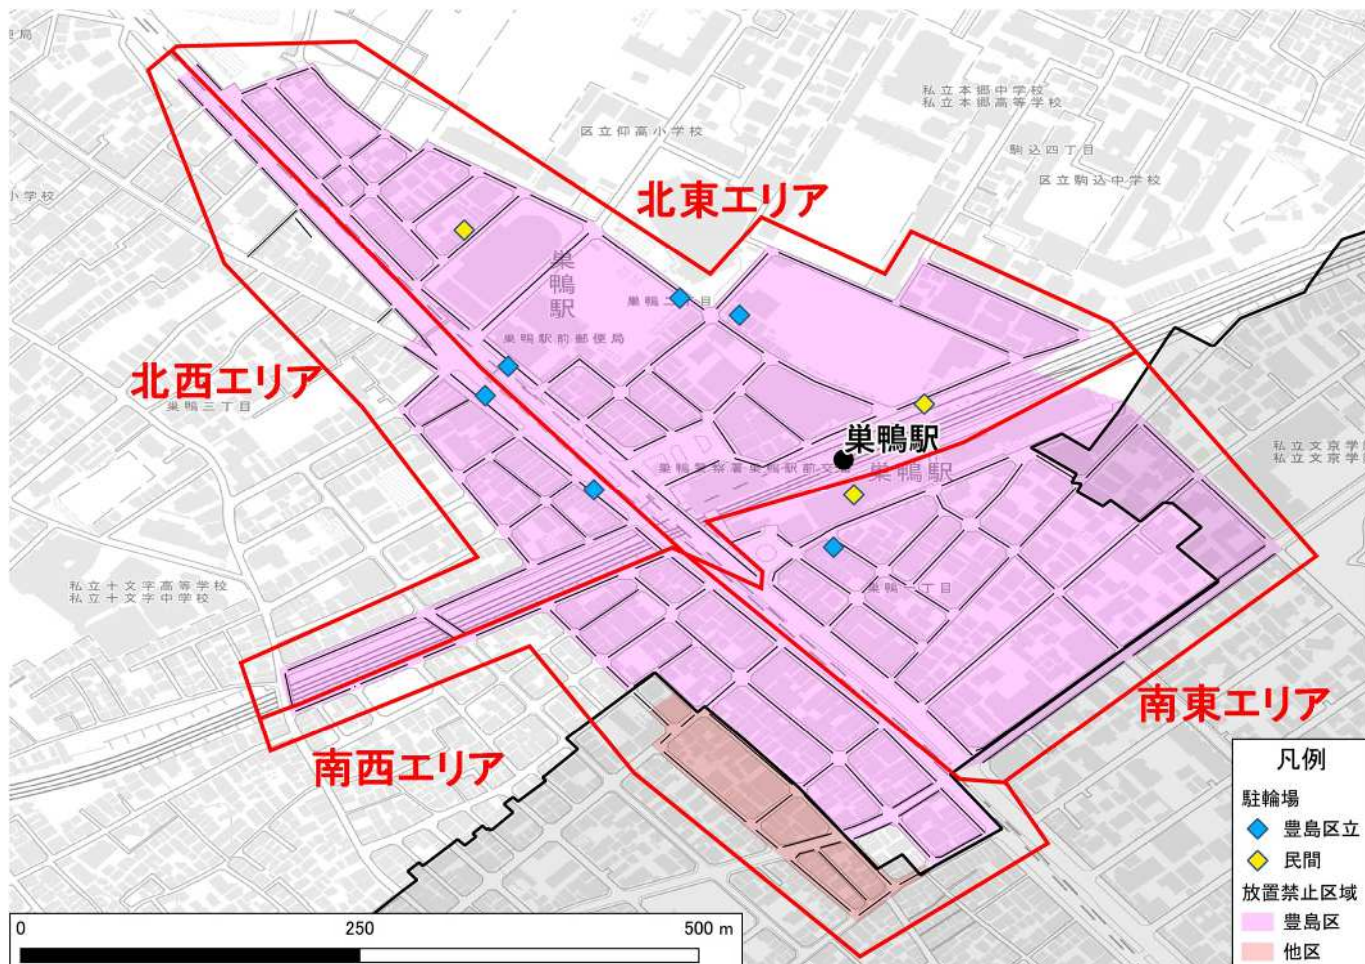 局
私立本郷中学校
私立本郷高等学校
区立仰高小学校
駒込四丁目
区立駒込中学校
小学校
北東エリア
巣鴨駅
巣鴨二丁目
巣鴨駅前郵便局
北西エリア
巣鴨三丁目
巣鴨駅
巣鴨警察署巣鴨駅前交
巣鴨駅
私立文京学
私立文京学
私立十文字高等学校
私立十文字中学校
巣鴨一丁目
南東エリア
南西エリア
凡例
駐輪場
豊島区立
民間
放置禁止区域
豊島区
他区
0 250 500 m